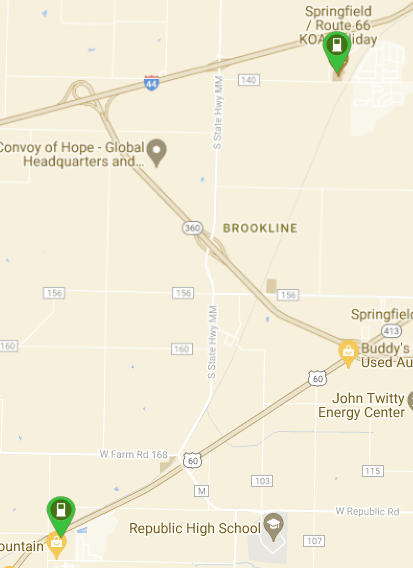 Springfield
/ Route 66
KOA Holiday
44
140
S State Hwy MM
Convoy of Hope - Global
Headquarters and...
360
BROOKLINE
156
156
156
Springfield
413
160
160
S State Hwy MM
Buddy's
Used Au
60
John Twitty
Energy Center
W Farm Rd 168
60
115
103
M
W Republic Rd
Republic High School
107
ountain